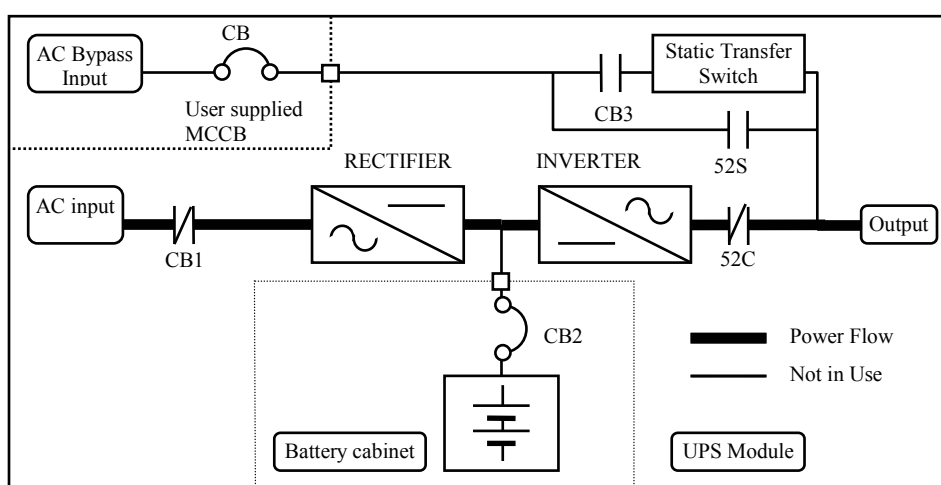 AC Bypass
Input
CB
User supplied
MCCB
Static Transfer
Switch
CB3
52S
RECTIFIER
INVERTER
AC input
CB1
52C
Output
CB2
Power Flow
Not in Use
Battery cabinet
UPS Module